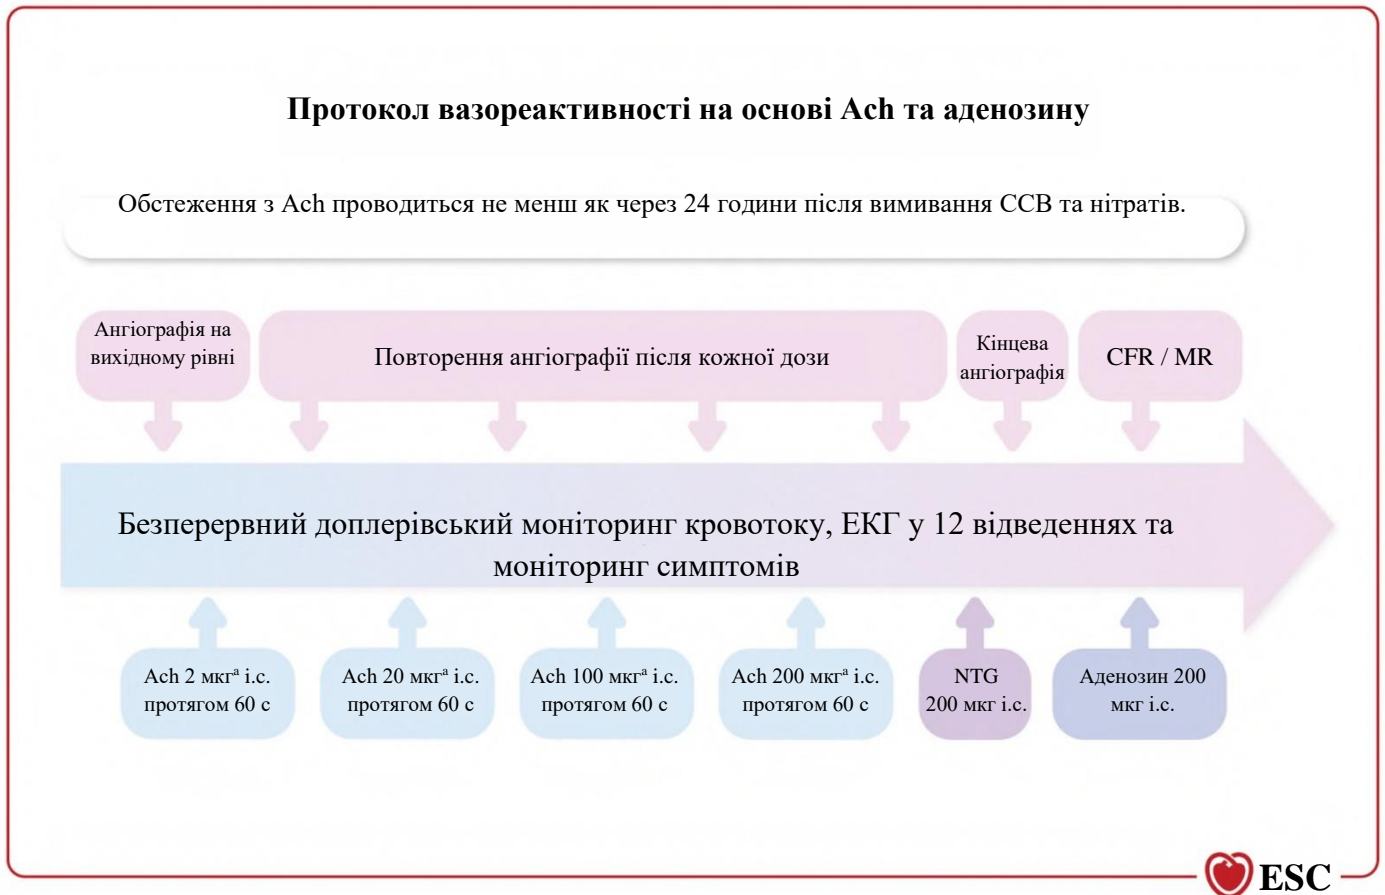 Протокол вазореактивності на основі Ach та аденозину
Обстеження з Ach проводиться не менш як через 24 години після вимивання ССВ та нітратів.
Ангіографія на
вихідному рівні
Повторення ангіографії після кожної дози
Кінцева
ангіографія
CFR / MR
Безперервний доплерівський моніторинг кровотоку, ЕКГ у 12 відведеннях та
моніторинг симптомів
Ach 2 мкгᵃ i.c.
протягом 60 с
Ach 20 мкгᵃ i.c.
протягом 60 с
Ach 100 мкгᵃ i.c.
протягом 60 с
Ach 200 мкгᵃ i.c.
протягом 60 с
NTG
200 мкг i.c.
Аденозин 200
мкг i.c.
ESC